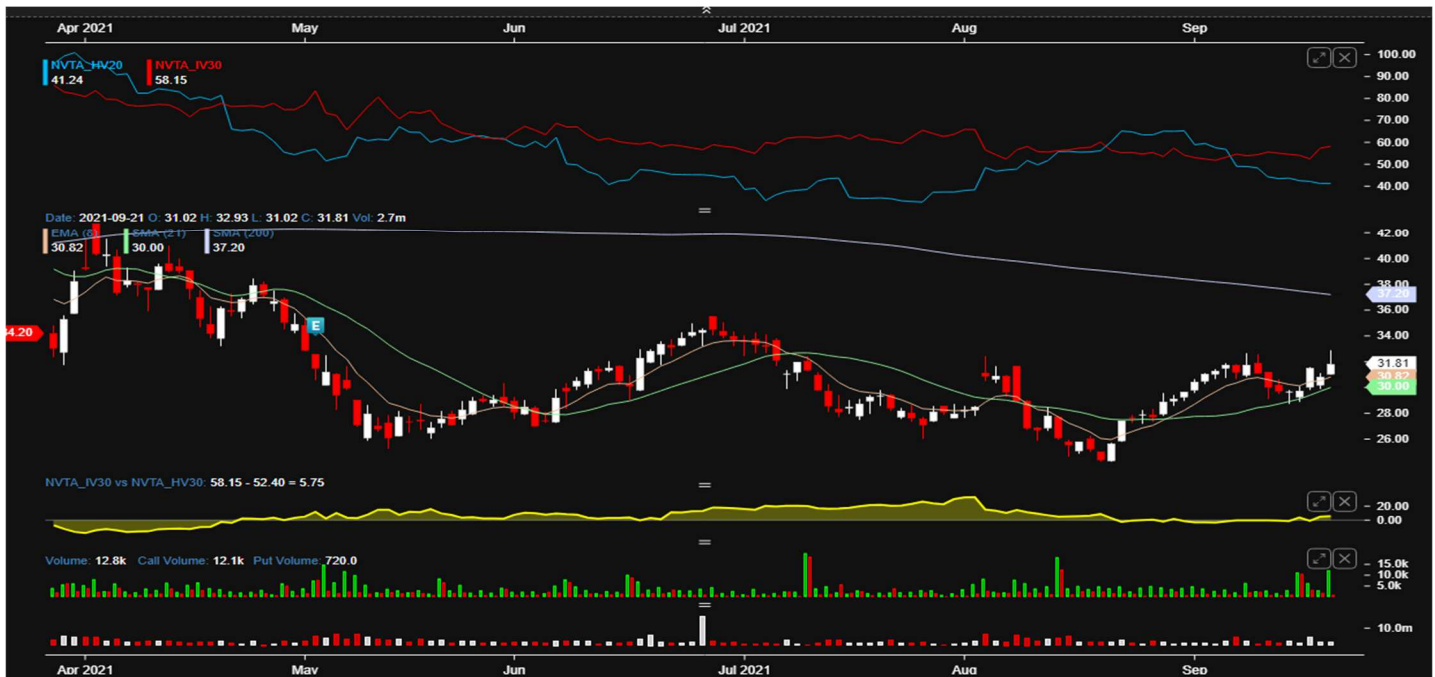 Apr 2021 May Jun Jul 2021 Aug Sep
NVTA_HV20 NVTA_IV30
41.24 58.15
100.00
90.00
80.00
70.00
60.00
50.00
40.00
Date: 2021-09-21 O: 31.02 H: 32.93 L: 31.02 C: 31.81 Vol: 2.7m
EMA (8) SMA (21) SMA (200)
30.82 30.00 37.20
E
42.00
40.00
38.00
37.20
36.00
34.00
31.81
30.82
30.00
28.00
26.00
NVTA_IV30 vs NVTA_HV30: 58.15 - 52.40 = 5.75
20.00
0.00
Volume: 12.8k Call Volume: 12.1k Put Volume: 720.0
15.0k
10.0k
5.0k
10.0m
Apr 2021 May Jun Jul 2021 Aug Sep